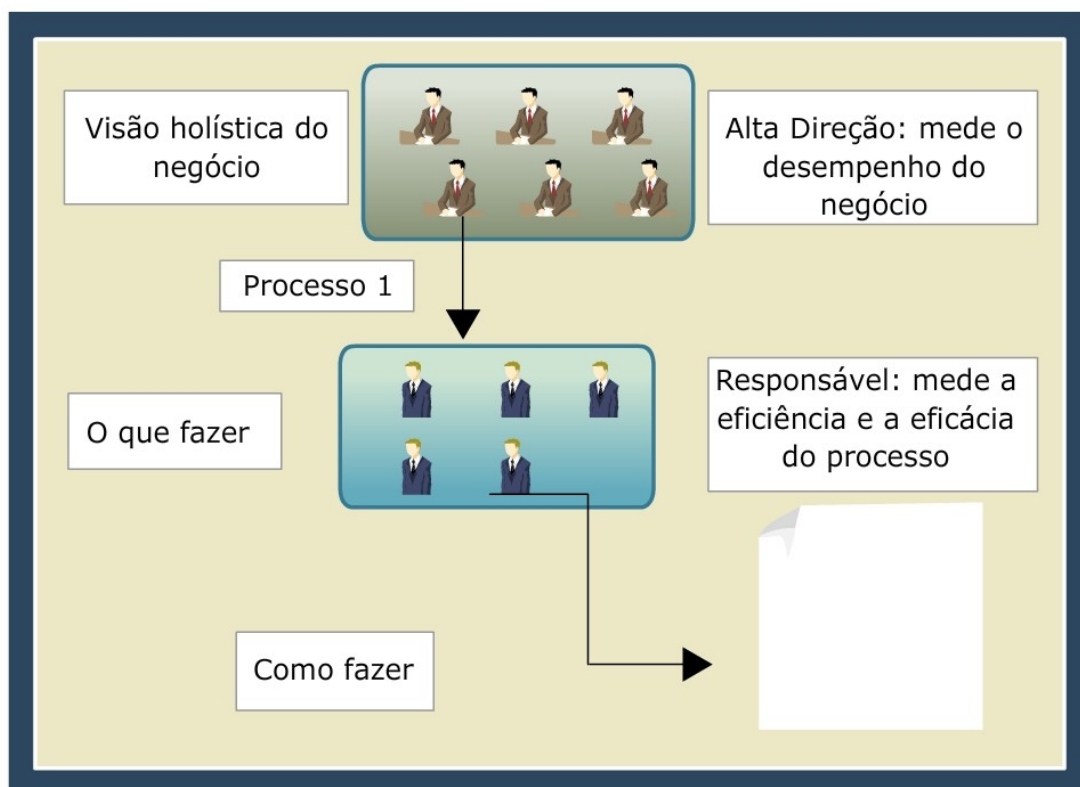 Visão holística do
negócio
Alta Direção: mede o
desempenho do
negócio
Processo 1
O que fazer
Responsável: mede a
eficiência e a eficácia
do processo
Como fazer